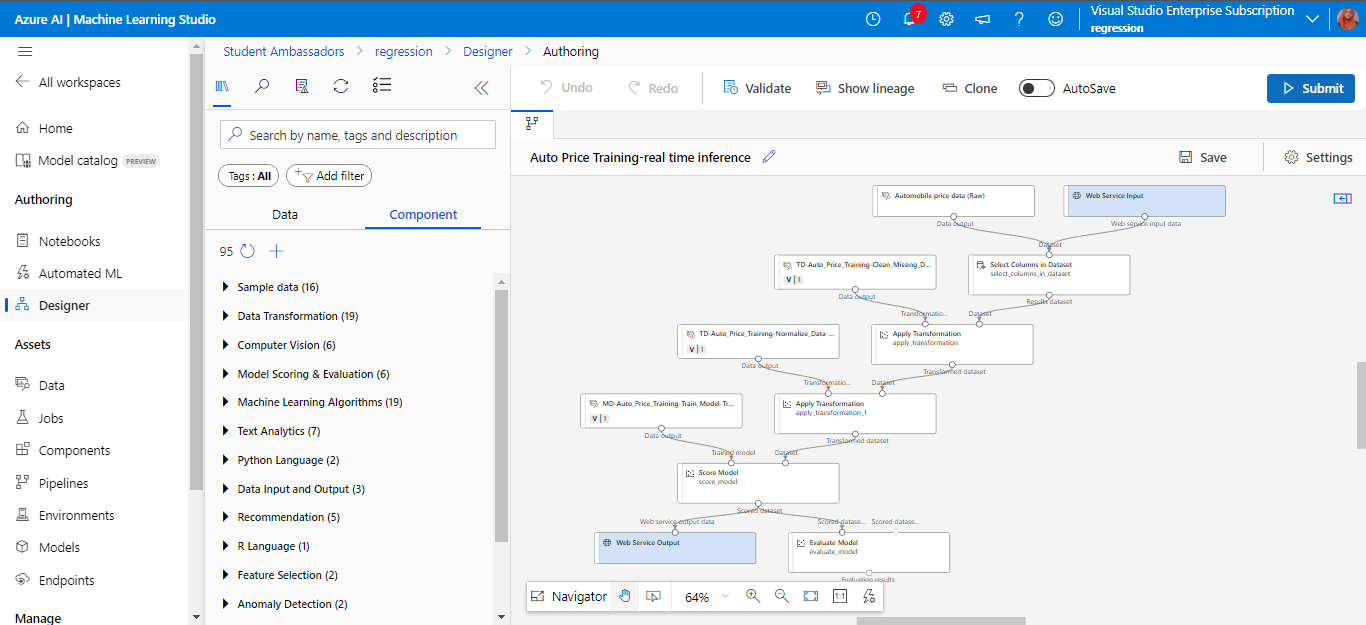 Azure AI | Machine Learning Studio
7
Visual Studio Enterprise Subscription
regression
All workspaces
Home
Model catalog PREVIEW
Authoring
Notebooks
Automated ML
Designer
Assets
Data
Jobs
Components
Pipelines
Environments
Models
Endpoints
Manage
Student Ambassadors > regression > Designer > Authoring
Search by name, tags and description
Tags : All
Add filter
Data
Component
95
Sample data (16)
Data Transformation (19)
Computer Vision (6)
Model Scoring & Evaluation (6)
Machine Learning Algorithms (19)
Text Analytics (7)
Python Language (2)
Data Input and Output (3)
Recommendation (5)
R Language (1)
Feature Selection (2)
Anomaly Detection (2)
Undo
Redo
Validate
Show lineage
Clone
AutoSave
Submit
Auto Price Training-real time inference
Save
Settings
Automobile price data (Raw)
Web Service Input
Data output
Web service input data
Dataset
TD-Auto_Price_Training-Clean_Missing_D...
V | 1
Select Columns in Dataset
select_columns_in_dataset
Data output
Results dataset
Transformatio...
Dataset
TD-Auto_Price_Training-Normalize_Data-...
V | 1
Apply Transformation
apply_transformation
Data output
Transformed dataset
Transformatio...
Dataset
MD-Auto_Price_Training-Train_Model-Tr...
V | 1
Apply Transformation
apply_transformation_1
Data output
Transformed dataset
Trained model
Dataset
Score Model
score_model
Scored dataset
Web service output data
Scored datase...
Scored datase...
Web Service Output
Evaluate Model
evaluate_model
Evaluation results
Navigator
64%
1:1